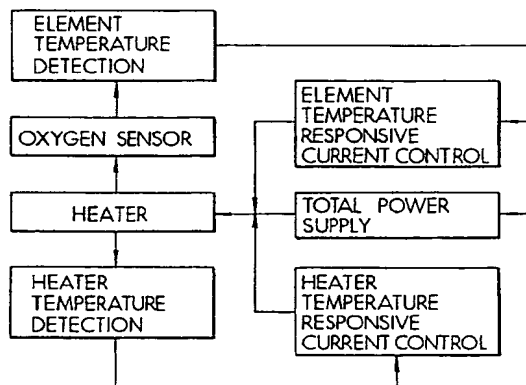 ELEMENT
TEMPERATURE
DETECTION
OXYGEN SENSOR
HEATER
HEATER
TEMPERATURE
DETECTION
ELEMENT
TEMPERATURE
RESPONSIVE
CURRENT CONTROL
TOTAL POWER
SUPPLY
HEATER
TEMPERATURE
RESPONSIVE
CURRENT CONTROL